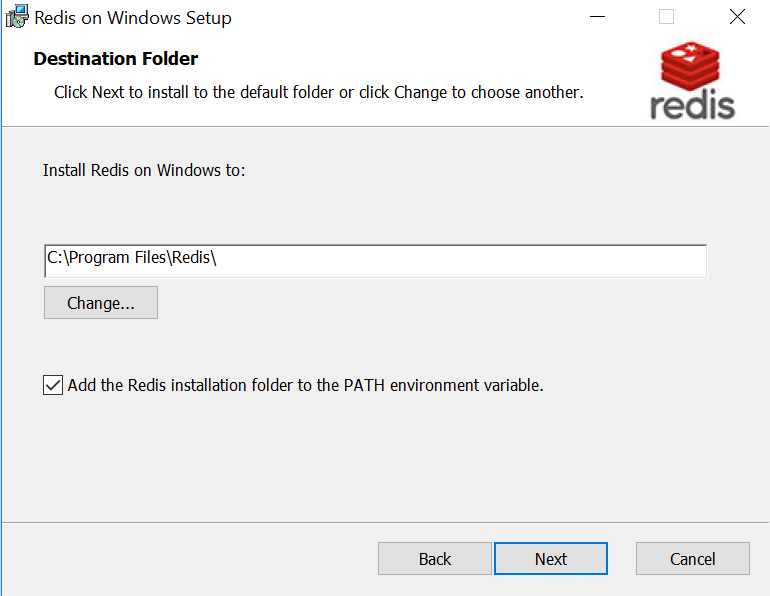 Redis on Windows Setup
Destination Folder
Click Next to install to the default folder or click Change to choose another.
redis
Install Redis on Windows to:
C:\Program Files\Redis\
Change...
Add the Redis installation folder to the PATH environment variable.
Back
Next
Cancel